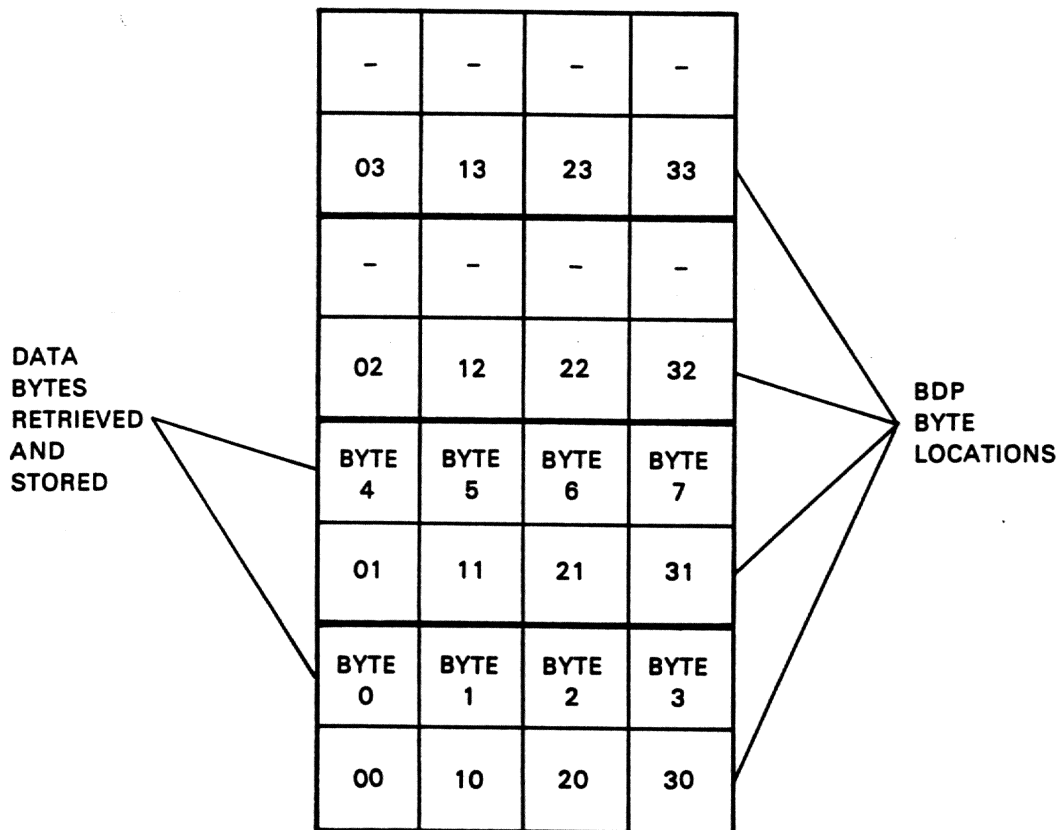 - - - -
03 13 23 33
- - - -
02 12 22 32
DATA
BYTES
RETRIEVED
AND
STORED
BDP
BYTE
LOCATIONS
BYTE BYTE BYTE BYTE
4 5 6 7
01 11 21 31
BYTE BYTE BYTE BYTE
0 1 2 3
00 10 20 30